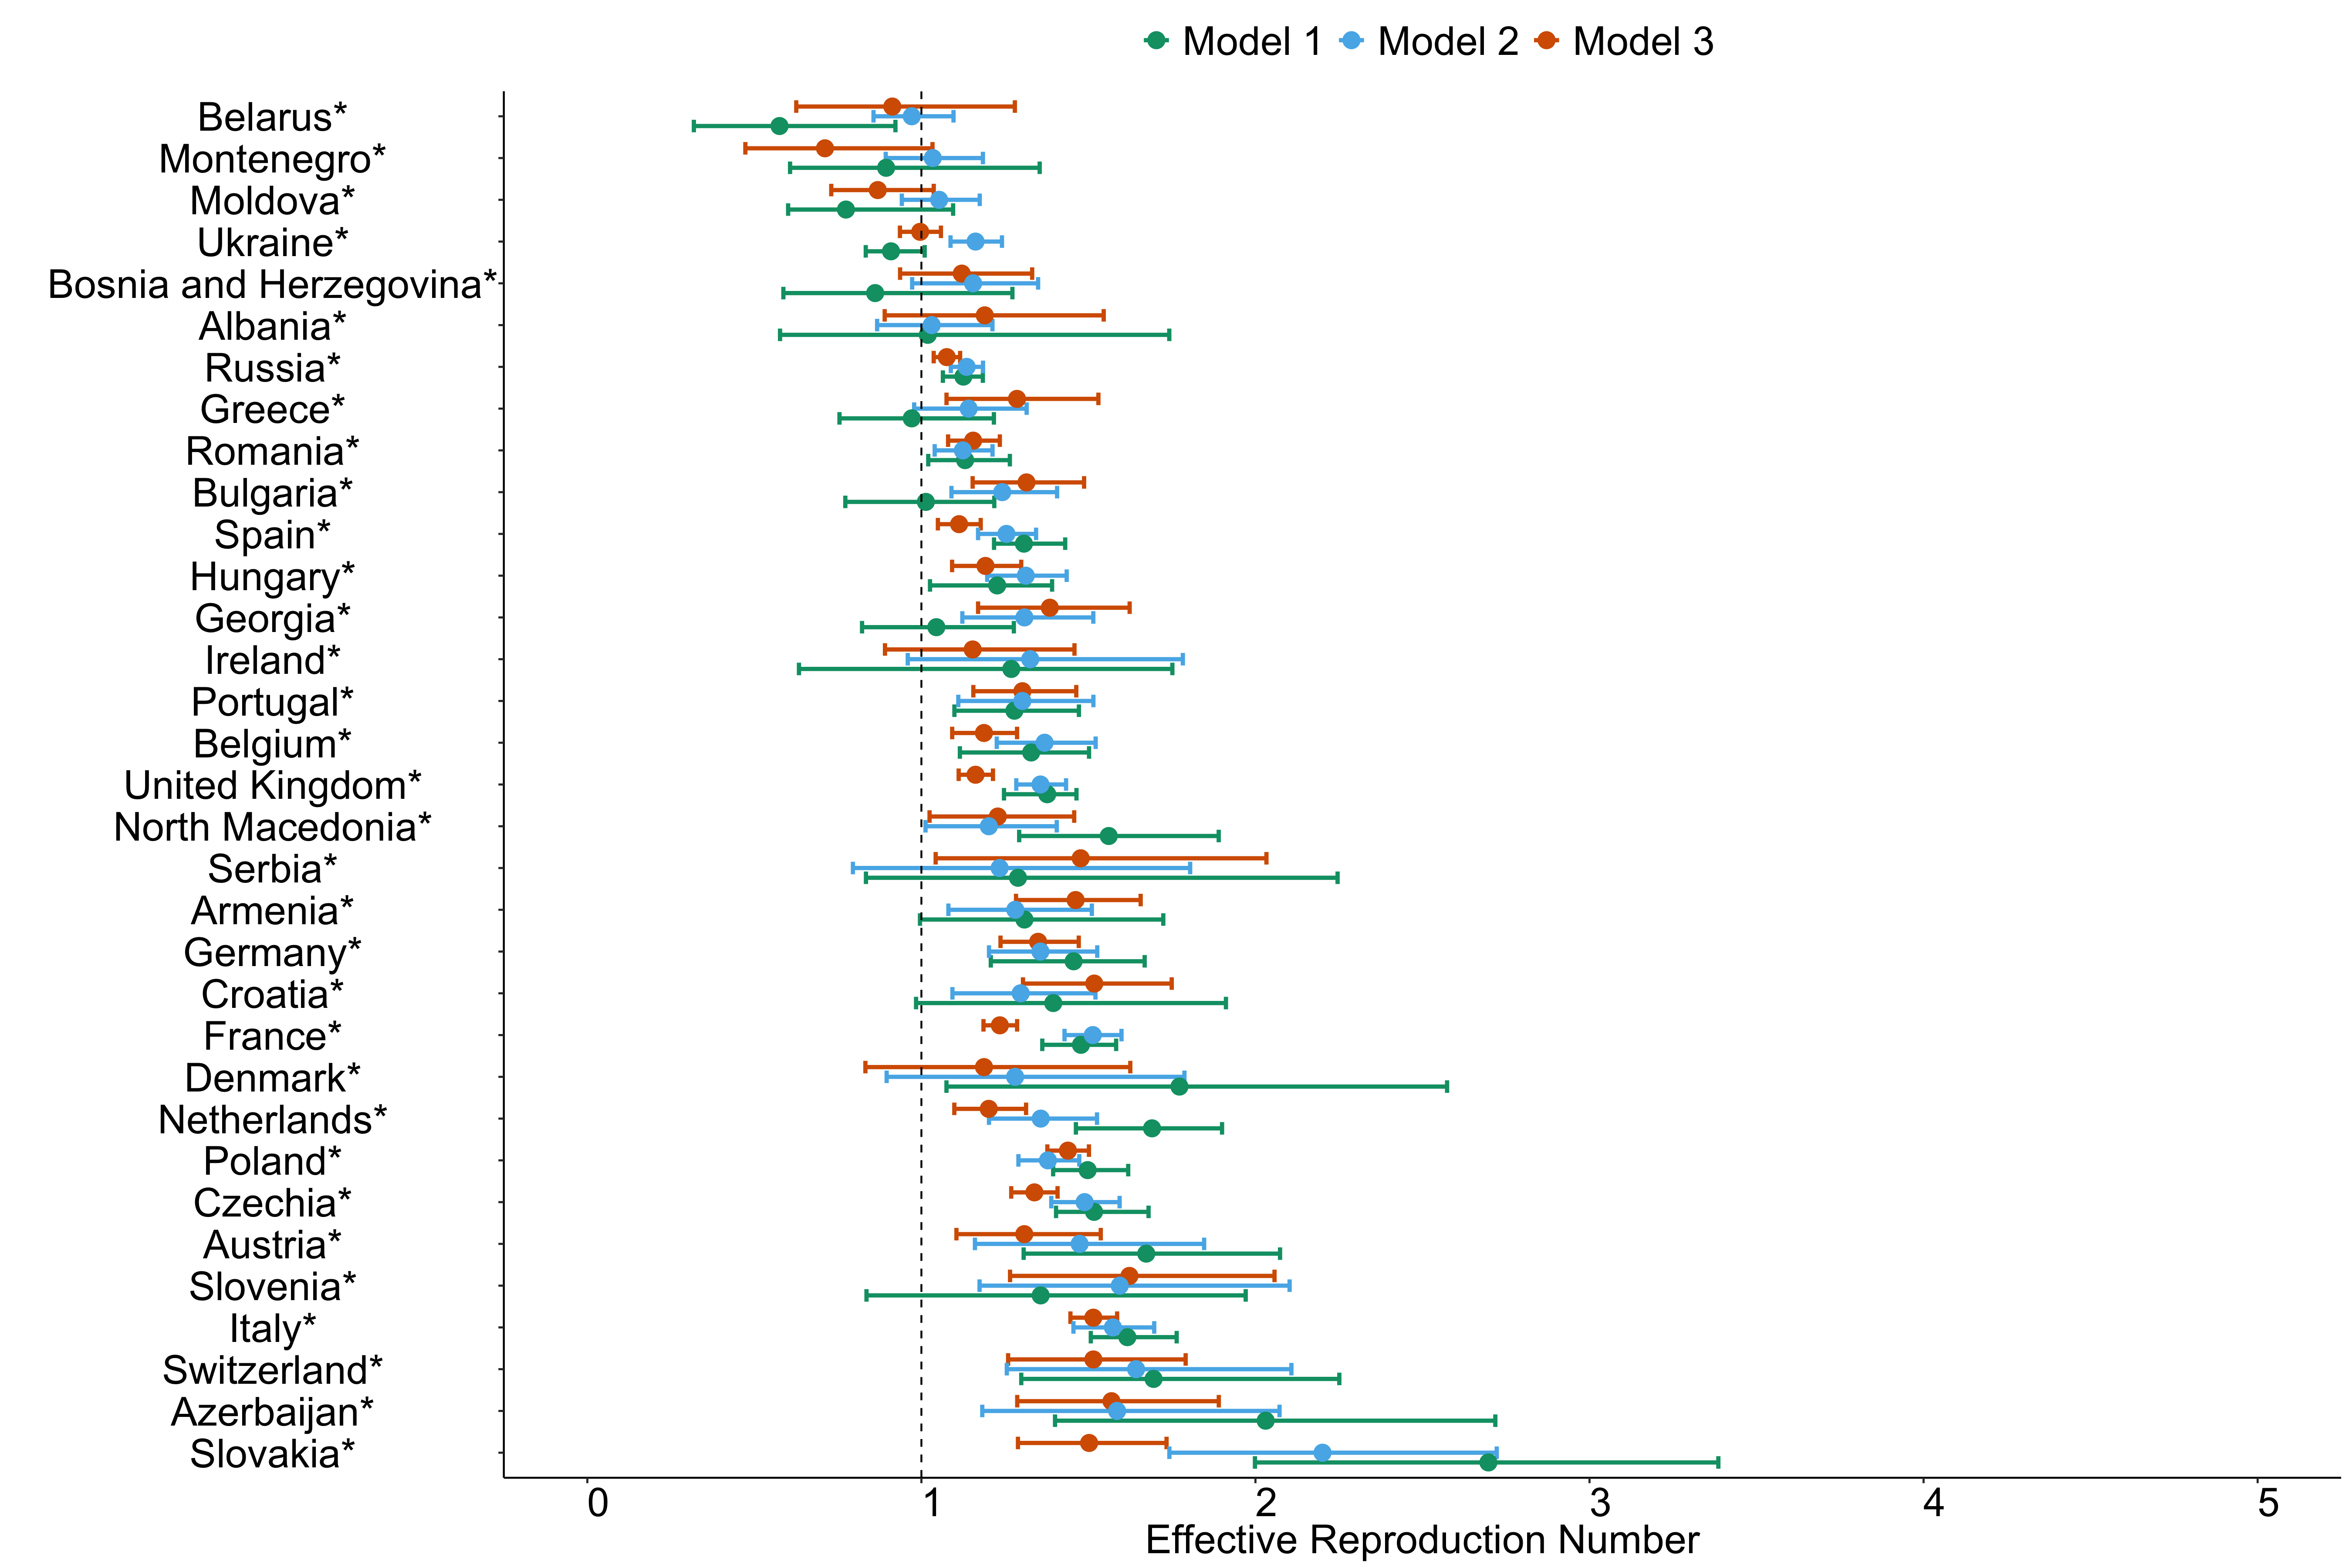 Model 1 Model 2 Model 3
Belarus*
Montenegro*
Moldova*
Ukraine*
Bosnia and Herzegovina*
Albania*
Russia*
Greece*
Romania*
Bulgaria*
Spain*
Hungary*
Georgia*
Ireland*
Portugal*
Belgium*
United Kingdom*
North Macedonia*
Serbia*
Armenia*
Germany*
Croatia*
France*
Denmark*
Netherlands*
Poland*
Czechia*
Austria*
Slovenia*
Italy*
Switzerland*
Azerbaijan*
Slovakia*
0 1 2 3 4 5
Effective Reproduction Number